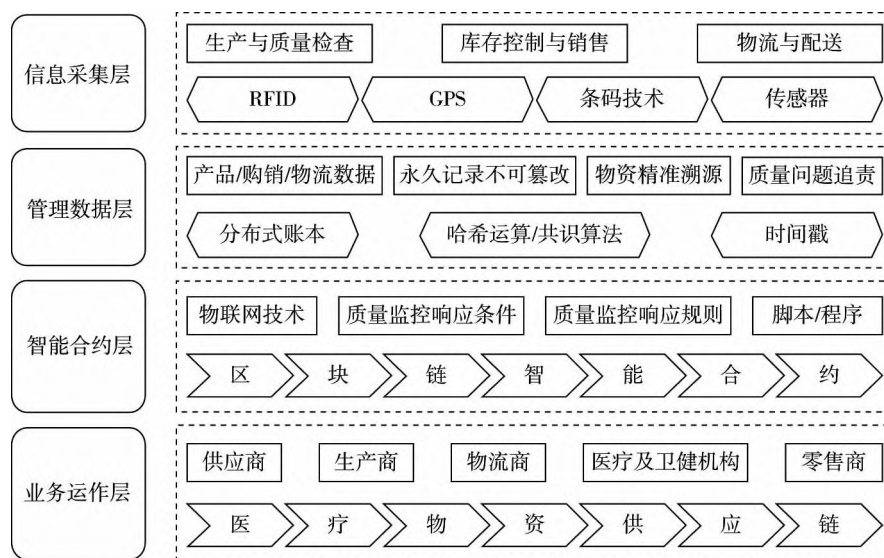 信息采集层
生产与质量检查 库存控制与销售 物流与配送
RFID GPS 条码技术 传感器
管理数据层
产品/购销/物流数据 永久记录不可篡改 物资精准溯源 质量问题追责
分布式账本 哈希运算/共识算法 时间戳
智能合约层
物联网技术 质量监控响应条件 质量监控响应规则 脚本/程序
区 块 链 智 能 合 约
业务运作层
供应商 生产商 物流商 医疗及卫健机构 零售商
医 疗 物 资 供 应 链